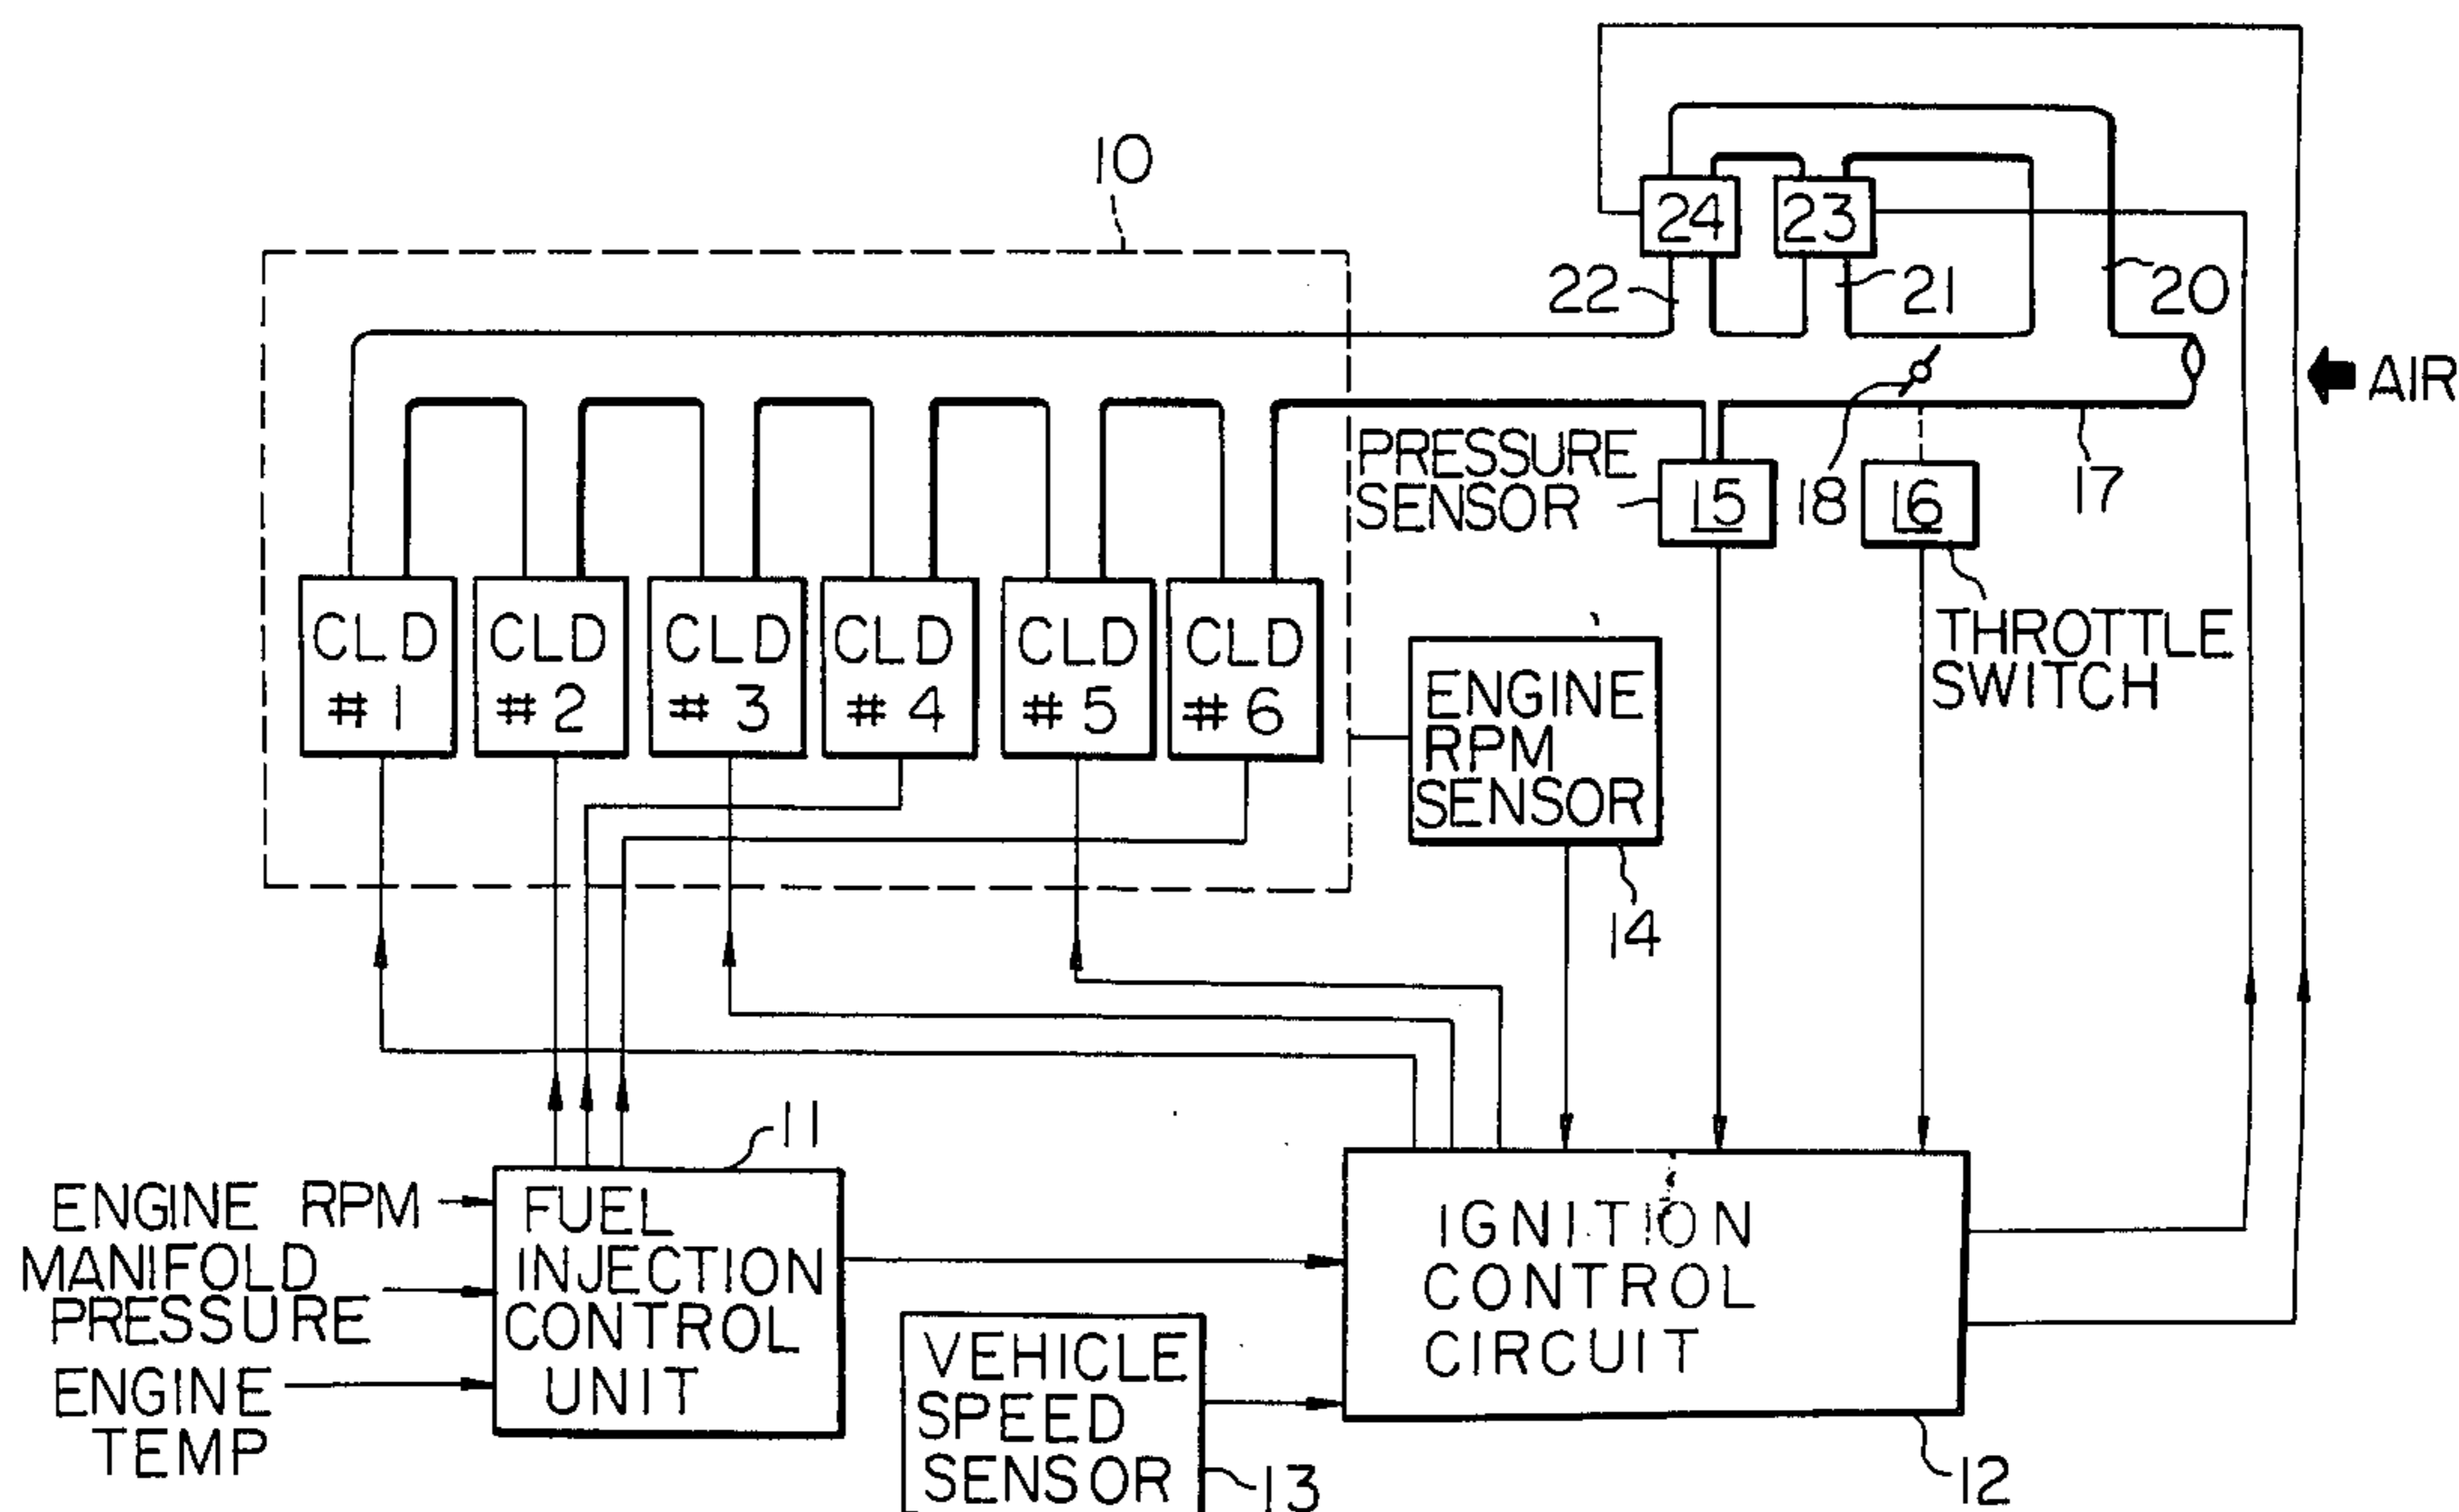 10
24
23
22
21
20
AIR
PRESSURE
SENSOR
15
18
16
17
THROTTLE
SWITCH
CLD
#1
CLD
#2
CLD
#3
CLD
#4
CLD
#5
CLD
#6
ENGINE
RPM
SENSOR
14
11
ENGINE RPM
MANIFOLD
PRESSURE
ENGINE
TEMP
FUEL
INJECTION
CONTROL
UNIT
VEHICLE
SPEED
SENSOR
13
IGNITION
CONTROL
CIRCUIT
12